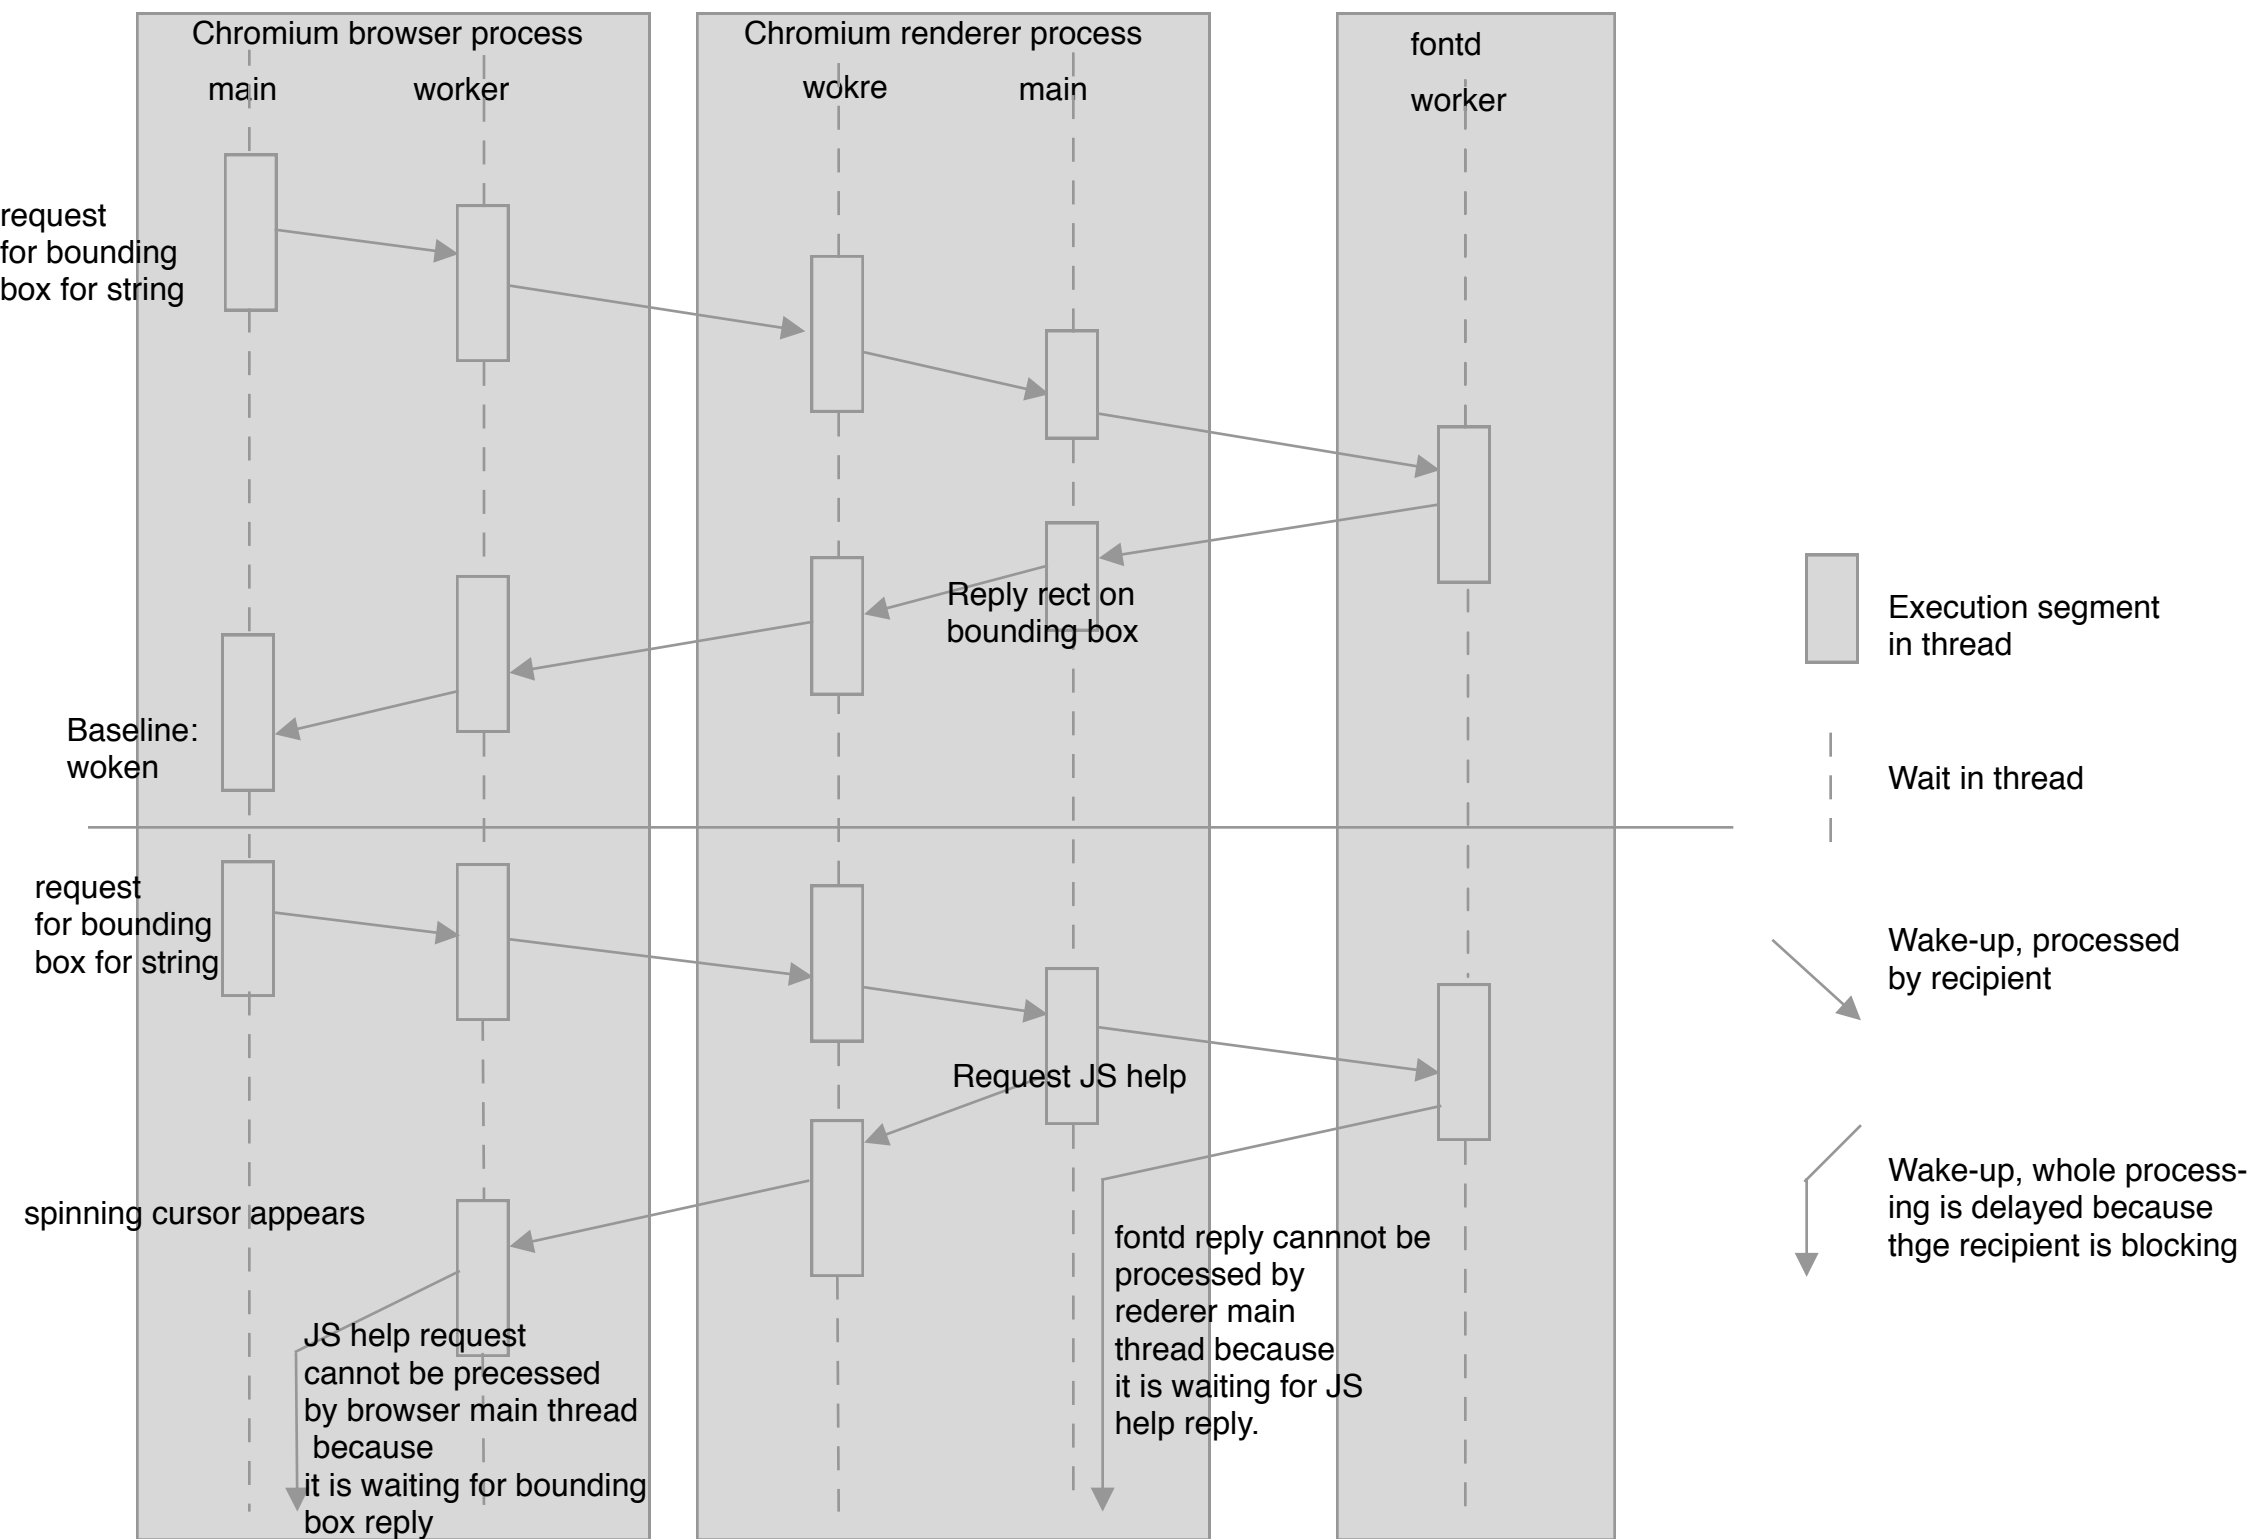 Chromium browser process
main
worker
Chromium renderer process
wokre
main
fontd
worker
request
for bounding
box for string
Reply rect on
bounding box
Baseline:
woken
request
for bounding
box for string
Request JS help
spinning cursor appears
JS help request
cannot be precessed
by browser main thread
because
it is waiting for bounding
box reply
fontd reply cannnot be
processed by
rederer main
thread because
it is waiting for JS
help reply.
Execution segment
in thread
Wait in thread
Wake-up, processed
by recipient
Wake-up, whole process-
ing is delayed because
thge recipient is blocking